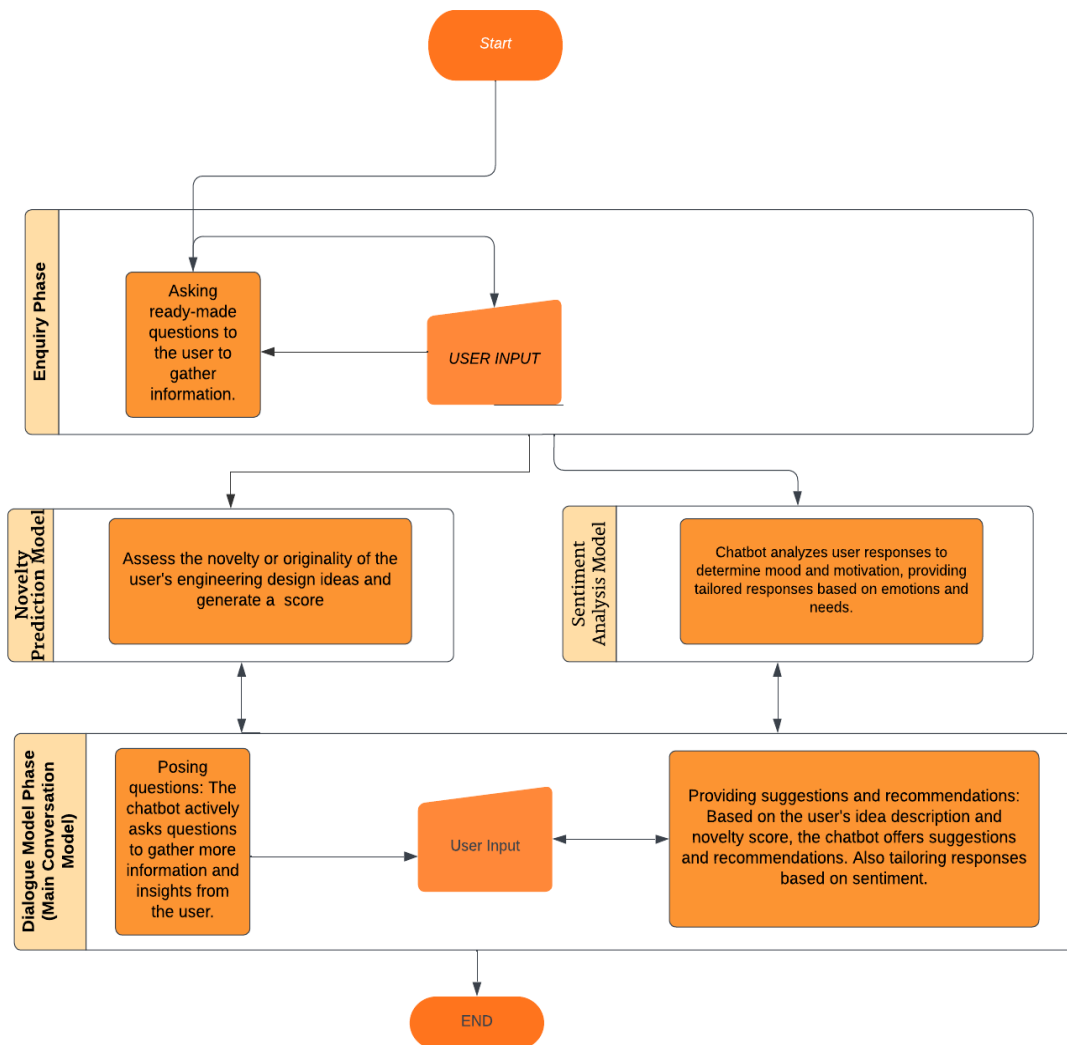 Start
Enquiry Phase
Asking
ready-made
questions to
the user to
gather
information.
USER INPUT
Novelty
Prediction Model
Assess the novelty or originality of the
user's engineering design ideas and
generate a  score
Sentiment
Analysis Model
Chatbot analyzes user responses to
determine mood and motivation, providing
tailored responses based on emotions and
needs.
Dialogue Model Phase
(Main Conversation
Model)
Posing
questions: The
chatbot actively
asks questions
to gather more
information and
insights from
the user.
User Input
Providing suggestions and recommendations:
Based on the user's idea description and
novelty score, the chatbot offers suggestions
and recommendations. Also tailoring responses
based on sentiment.
END